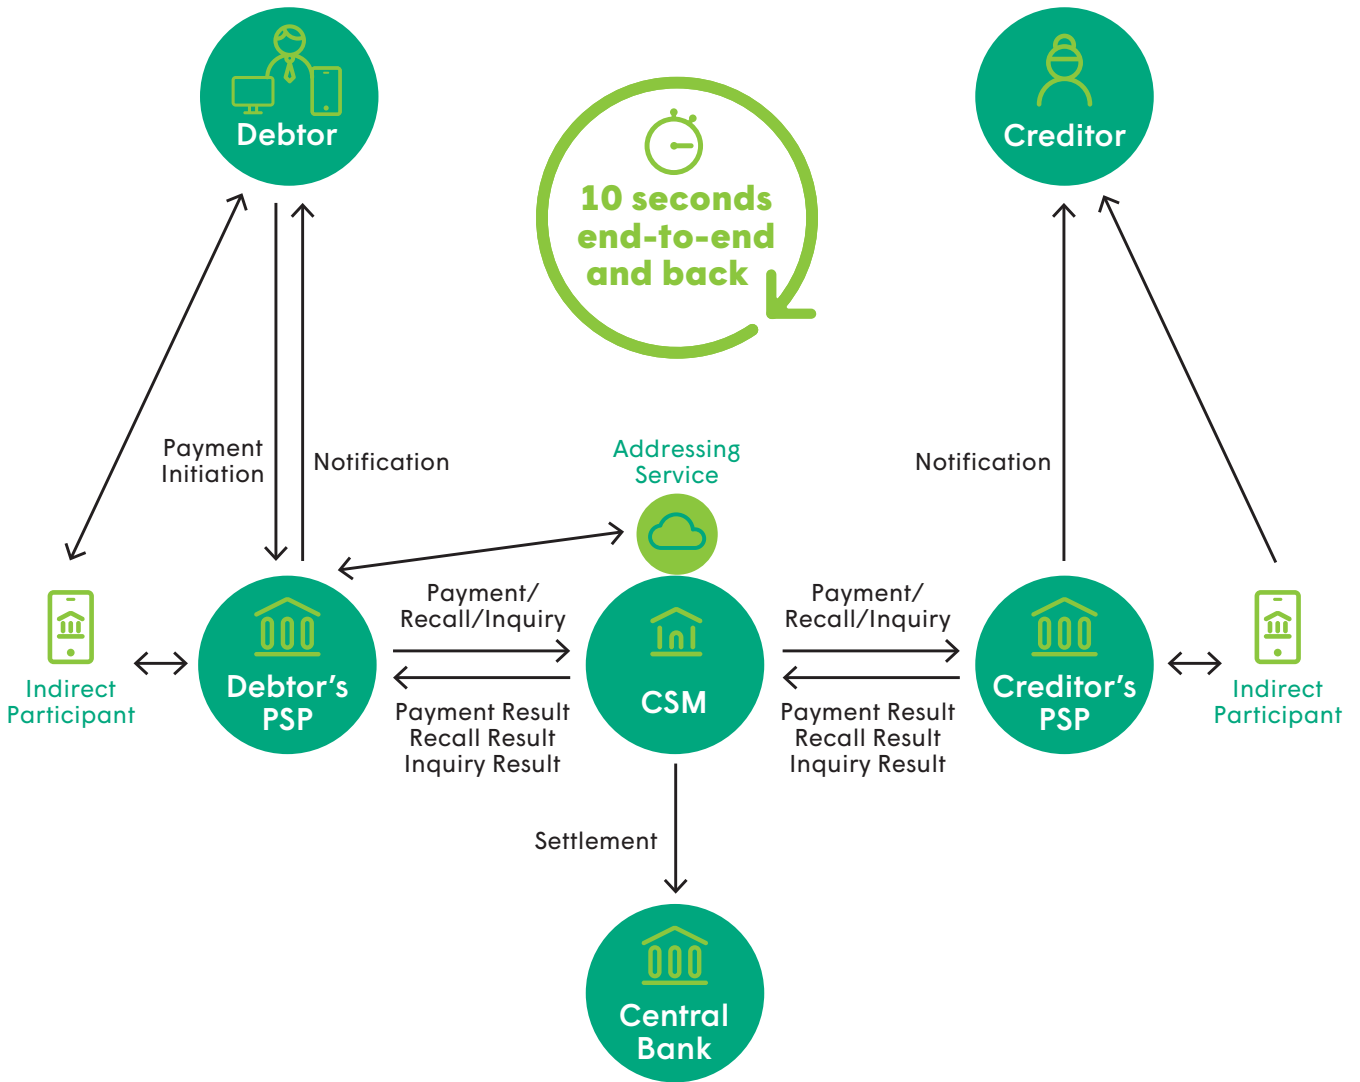 Debtor
Creditor
10 seconds
end-to-end
and back
Payment
Initiation
Notification
Addressing
Service
Notification
Payment/
Recall/Inquiry
Payment/
Recall/Inquiry
Indirect
Participant
Debtor's
PSP
CSM
Creditor's
PSP
Indirect
Participant
Payment Result
Recall Result
Inquiry Result
Payment Result
Recall Result
Inquiry Result
Settlement
Central
Bank